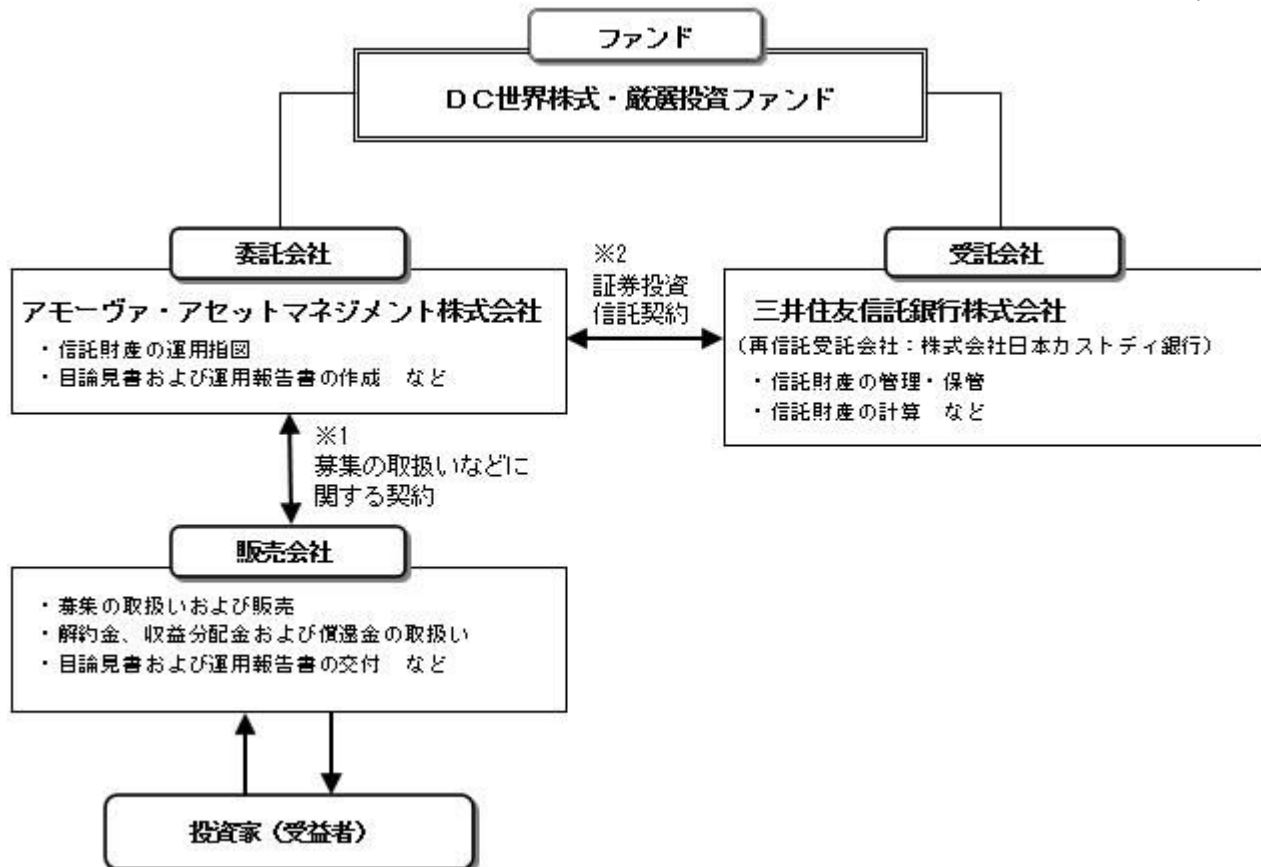 ファンド
DC世界株式・厳選投資ファンド
委託会社
アモーヴァ・アセットマネジメント株式会社
・信託財産の運用指図
・目論見書および運用報告書の作成　など
※2
証券投資
信託契約
受託会社
三井住友信託銀行株式会社
(再信託受託会社：株式会社日本カストディ銀行)
・信託財産の管理・保管
・信託財産の計算　など
※1
募集の取扱いなどに
関する契約
販売会社
・募集の取扱いおよび販売
・解約金、収益分配金および償還金の取扱い
・目論見書および運用報告書の交付　など
投資家（受益者）